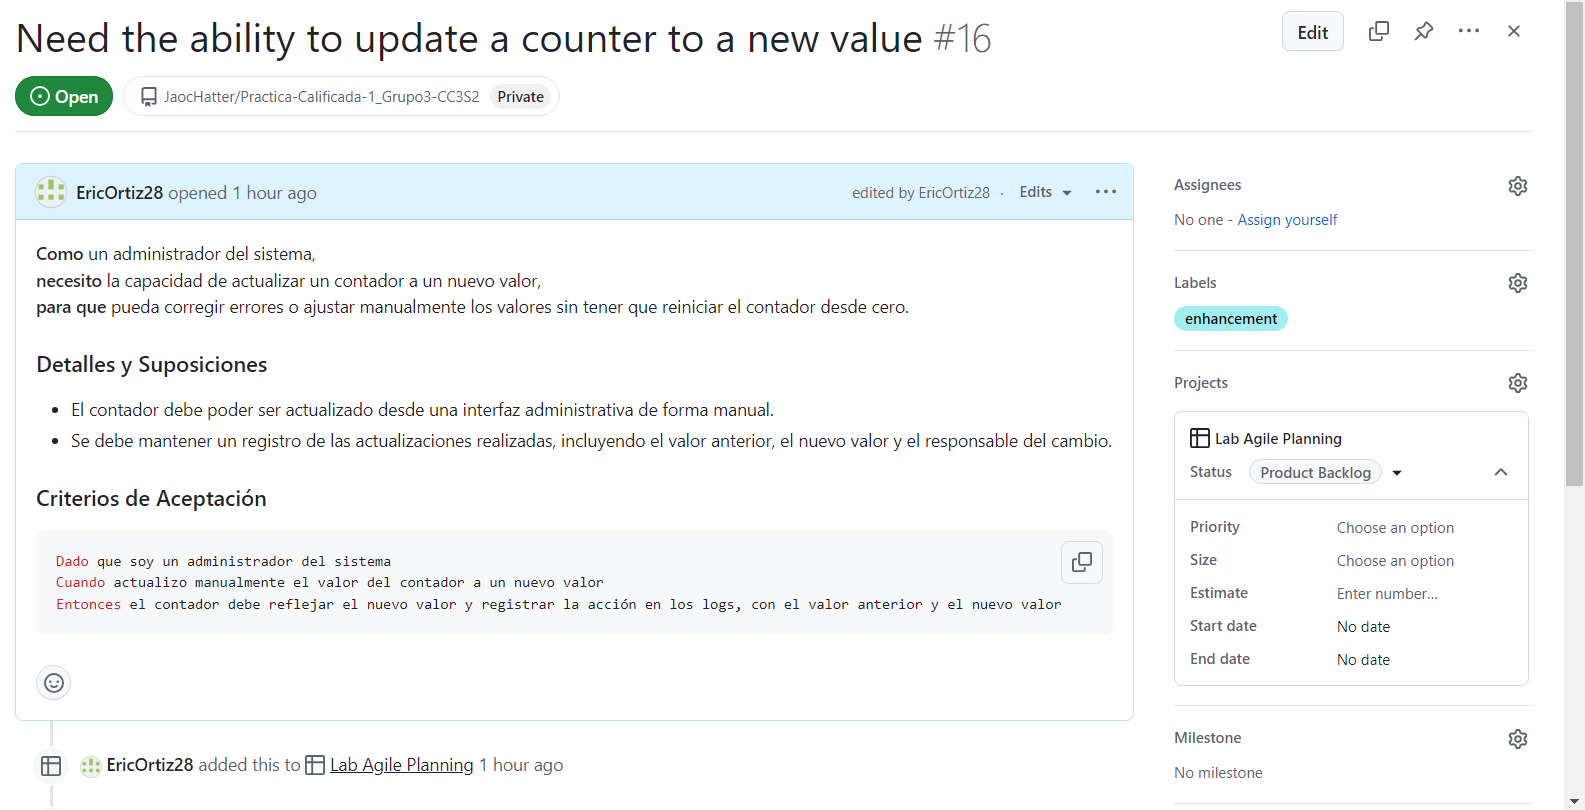 Need the ability to update a counter to a new value #16
Edit
Open
JaocHatter/Practica-Calificada-1_Grupo3-CC3S2 Private
EricOrtiz28 opened 1 hour ago
edited by EricOrtiz28 · Edits
Como un administrador del sistema,
necesito la capacidad de actualizar un contador a un nuevo valor,
para que pueda corregir errores o ajustar manualmente los valores sin tener que reiniciar el contador desde cero.
Detalles y Suposiciones
• El contador debe poder ser actualizado desde una interfaz administrativa de forma manual.
• Se debe mantener un registro de las actualizaciones realizadas, incluyendo el valor anterior, el nuevo valor y el responsable del cambio.
Criterios de Aceptación
Dado que soy un administrador del sistema
Cuando actualizo manualmente el valor del contador a un nuevo valor
Entonces el contador debe reflejar el nuevo valor y registrar la acción en los logs, con el valor anterior y el nuevo valor
EricOrtiz28 added this to Lab Agile Planning 1 hour ago
Assignees
No one - Assign yourself
Labels
enhancement
Projects
Lab Agile Planning
Status Product Backlog
Priority Choose an option
Size Choose an option
Estimate Enter number...
Start date No date
End date No date
Milestone
No milestone